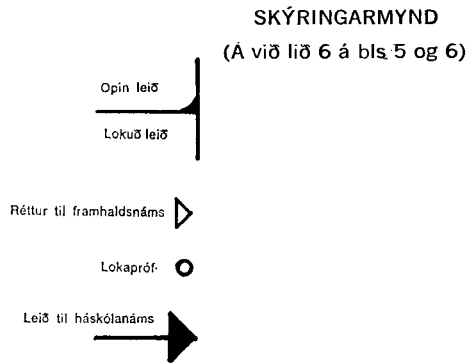 SKÝRINGARMYND
(Á við lið 6 á bls. 5 og 6)
Opin leið
Lokuð leið
Réttur til framhaldsnáms
Lokapróf
Leið til háskólanáms